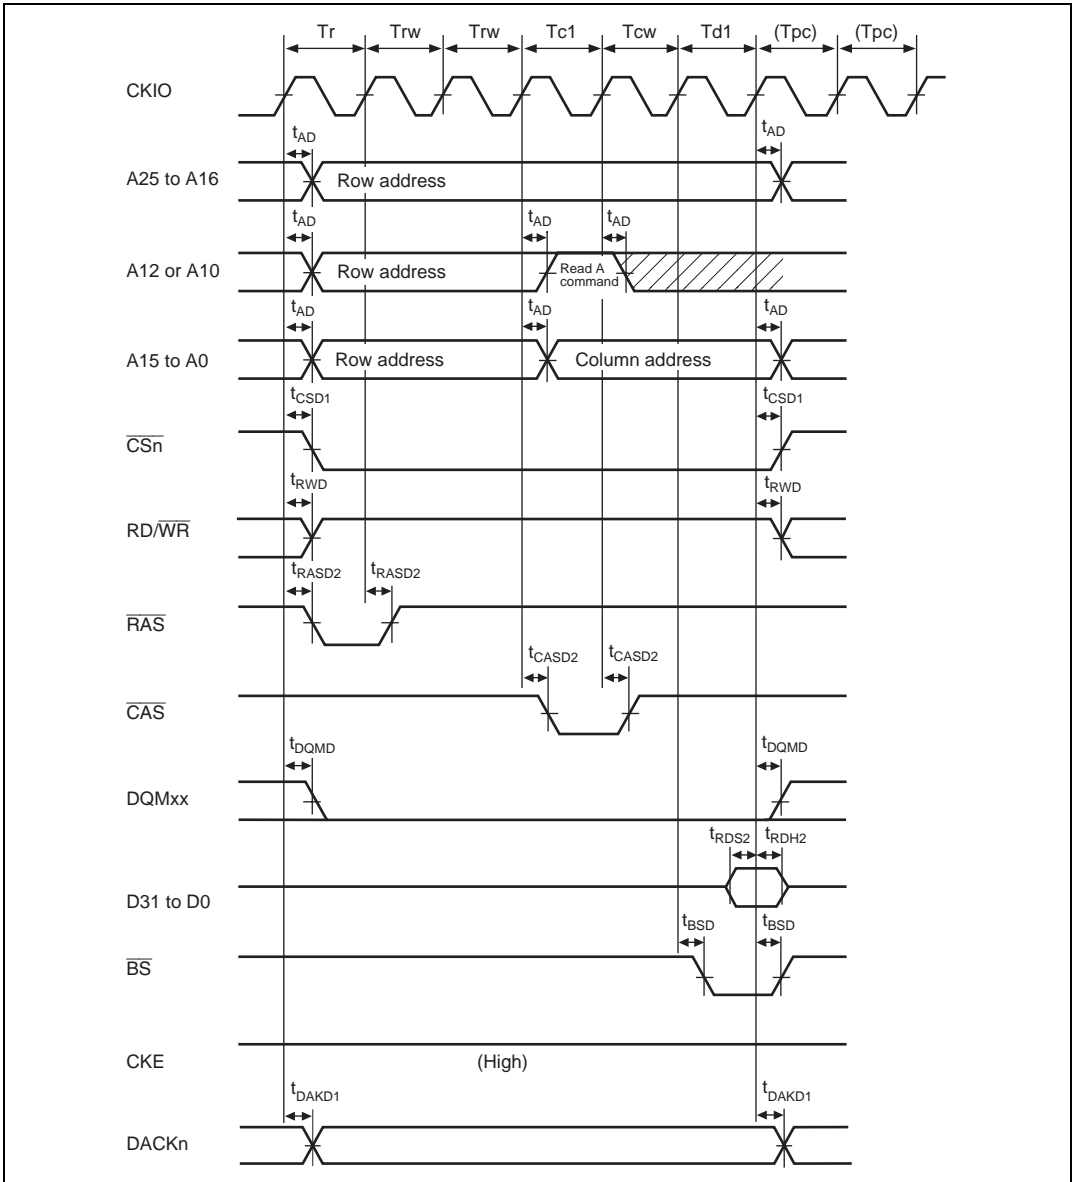 Tr Trw Trw Tc1 Tcw Td1 (Tpc) (Tpc)
CKIO
tAD tAD
A25 to A16 Row address
tAD tAD tAD
A12 or A10 Row address Read A command
tAD tAD tAD
A15 to A0 Row address Column address
tCSD1 tCSD1
CSn
tRWD tRWD
RD/WR
tRASD2 tRASD2
RAS
tCASD2 tCASD2
CAS
tDQMD tDQMD
DQMxx
tRDS2 tRDH2
D31 to D0
tBSD tBSD
BS
CKE (High)
tDAKD1 tDAKD1
DACKn